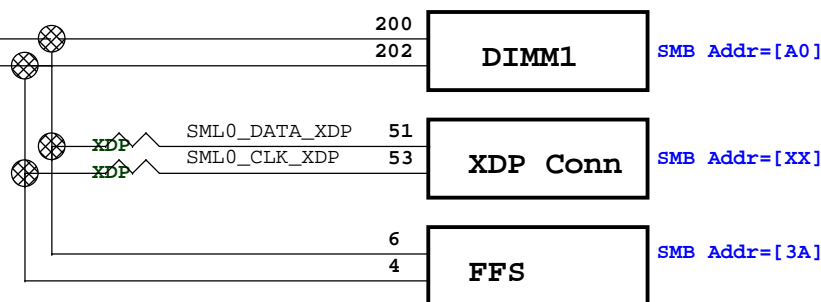 200
202
DIMM1
SMB Addr=[A0]
XDP
SML0_DATA_XDP
51
XDP
SML0_CLK_XDP
53
XDP Conn
SMB Addr=[XX]
6
4
FFS
SMB Addr=[3A]